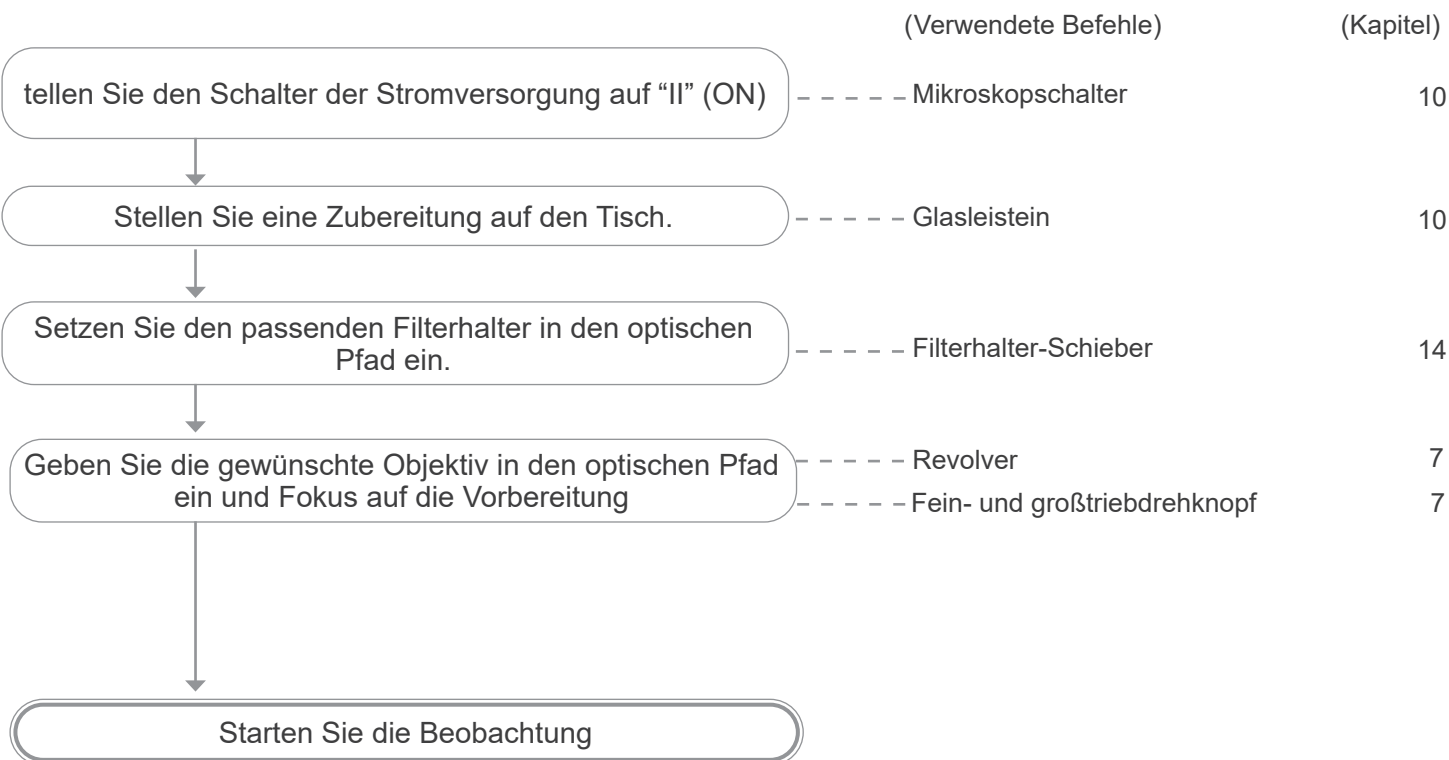 (Verwendete Befehle) (Kapitel)
tellen Sie den Schalter der Stromversorgung auf “II” (ON) Mikroskopschalter 10
Stellen Sie eine Zubereitung auf den Tisch. Glasleistein 10
Setzen Sie den passenden Filterhalter in den optischen
Pfad ein.
Filterhalter-Schieber 14
Geben Sie die gewünschte Objektiv in den optischen Pfad
ein und Fokus auf die Vorbereitung
Revolver 7
Fein- und großtriebdrehknopf 7
Starten Sie die Beobachtung